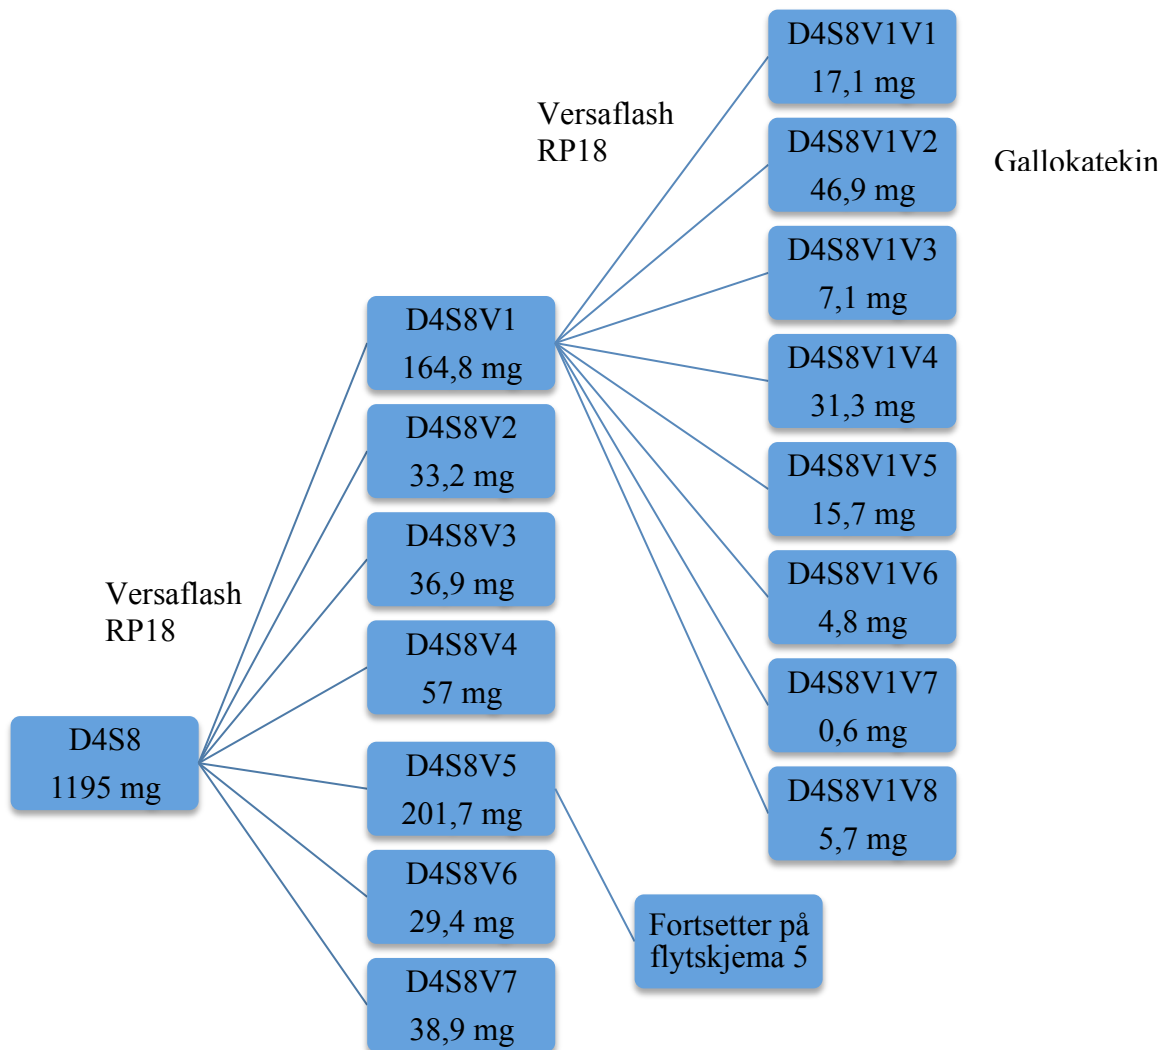 D4S8
1195 mg
Versaflash
RP18
D4S8V1
164,8 mg
D4S8V2
33,2 mg
D4S8V3
36,9 mg
D4S8V4
57 mg
D4S8V5
201,7 mg
D4S8V6
29,4 mg
D4S8V7
38,9 mg
Versaflash
RP18
D4S8V1V1
17,1 mg
D4S8V1V2
46,9 mg
Gallokatekin
D4S8V1V3
7,1 mg
D4S8V1V4
31,3 mg
D4S8V1V5
15,7 mg
D4S8V1V6
4,8 mg
D4S8V1V7
0,6 mg
D4S8V1V8
5,7 mg
Fortsetter på
flytskjema 5